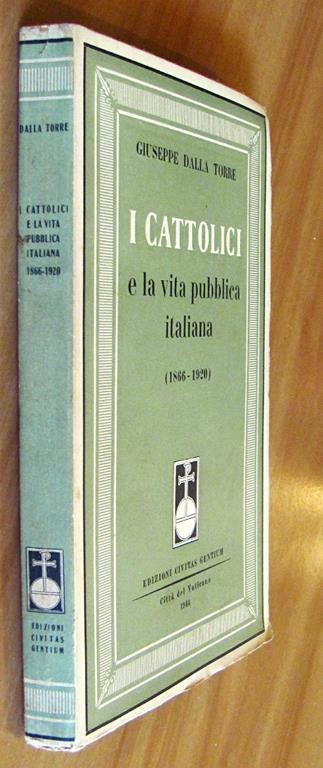 DALLA TORRE
I CATTOLICI
E LA VITA
PUBBLICA
ITALIANA
1866-1920
EDIZIONI
CIVITAS
GENTIUM
GIUSEPPE DALLA TORRE
I CATTOLICI
e la vita pubblica
italiana
(1866-1920)
EDIZIONI CIVITAS GENTIUM
Città del Vaticano
1944